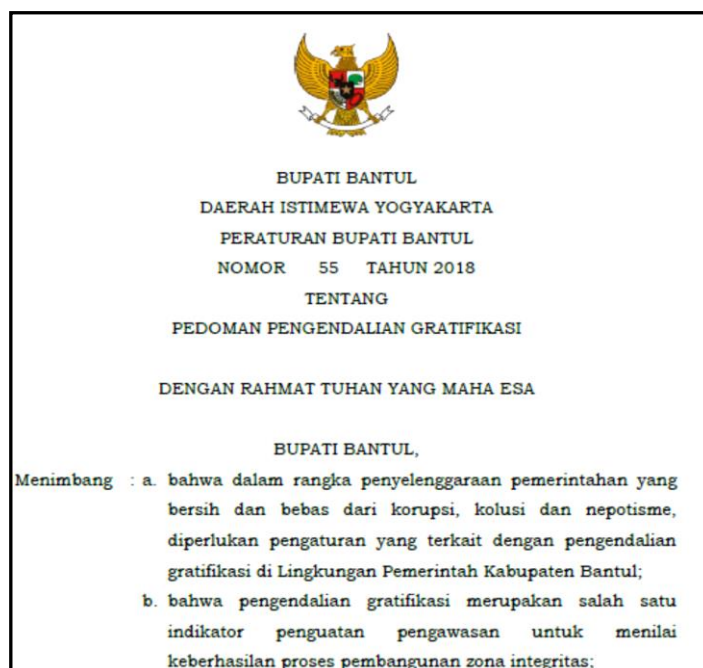 BUPATI BANTUL
DAERAH ISTIMEWA YOGYAKARTA
PERATURAN BUPATI BANTUL
NOMOR 55 TAHUN 2018
TENTANG
PEDOMAN PENGENDALIAN GRATIFIKASI
DENGAN RAHMAT TUHAN YANG MAHA ESA
BUPATI BANTUL,
Menimbang : a. bahwa dalam rangka penyelenggaraan pemerintahan yang
bersih dan bebas dari korupsi, kolusi dan nepotisme,
diperlukan pengaturan yang terkait dengan pengendalian
gratifikasi di Lingkungan Pemerintah Kabupaten Bantul;
b. bahwa pengendalian gratifikasi merupakan salah satu
indikator penguatan pengawasan untuk menilai
keberhasilan proses pembangunan zona integritas;